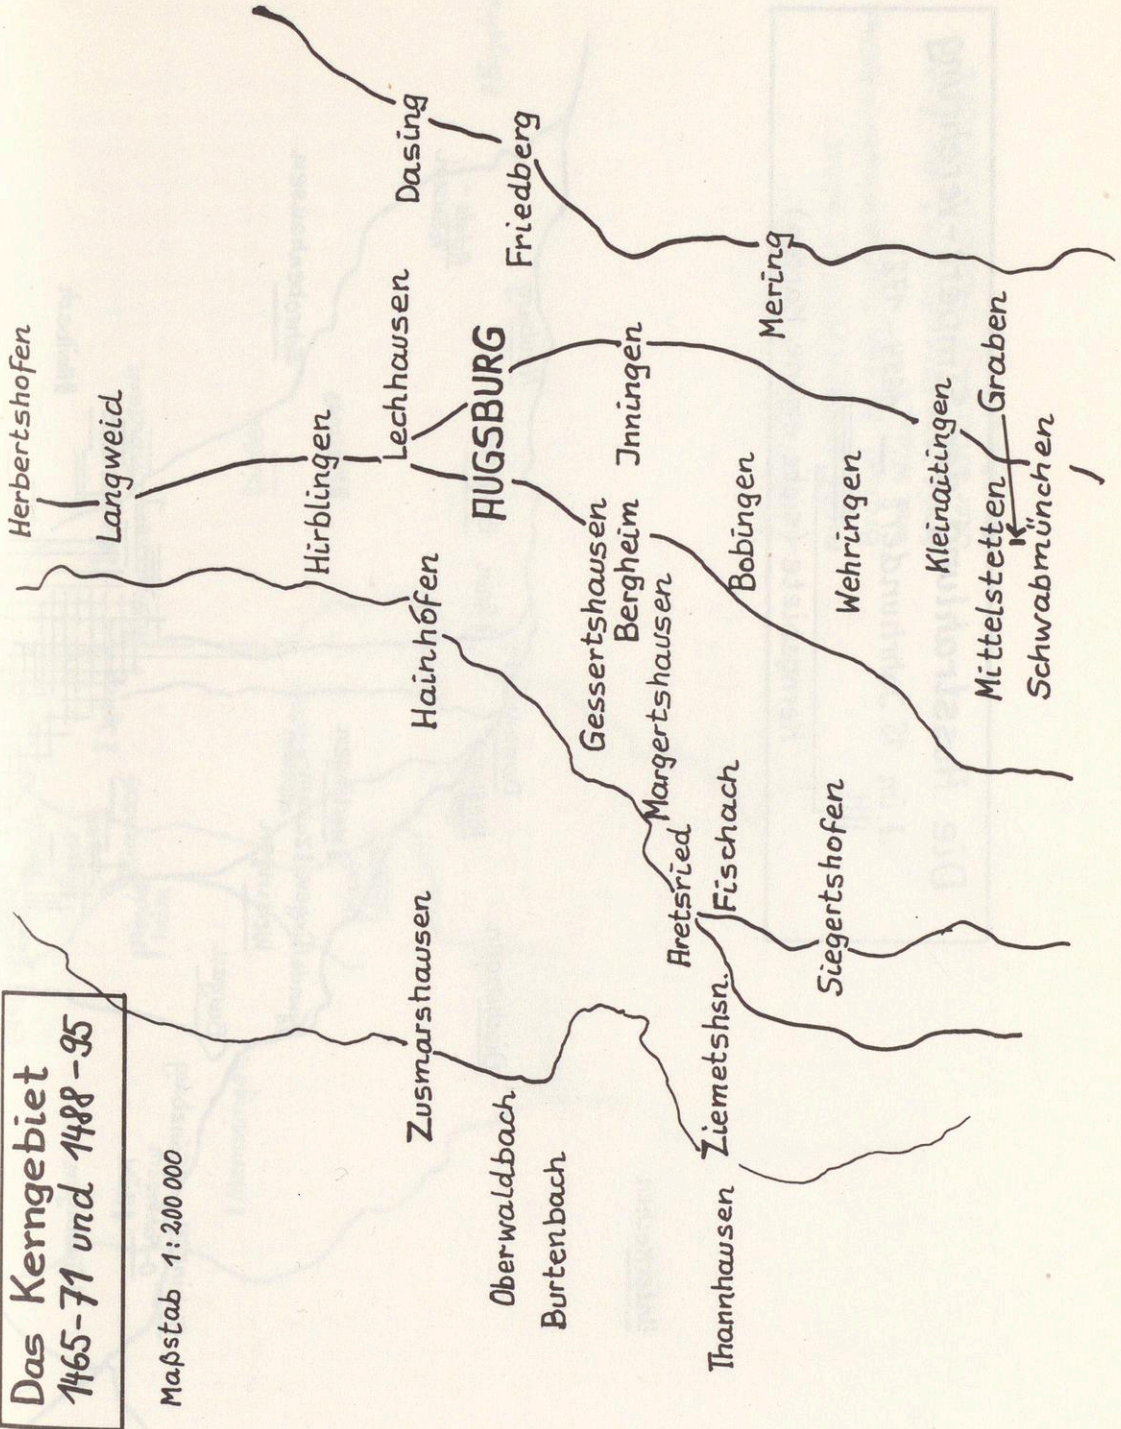 Das Kerngebiet
1465-71 und 1488-95
Maßstab 1:200 000
Herbertshofen
Langweid
Hirblingen
Lechhausen
Dasing
Friedberg
AUGSBURG
Hainhofen
Zusmarshausen
Oberwaldbach
Burtenbach
Gessertshausen
Bergheim
Inningen
Margertshausen
Mering
Bobingen
Aretsried
Fischach
Thannhausen
Ziemetshsn.
Siegertshofen
Wehringen
Kleinaitingen
Mittelstetten
Graben
Schwabmünchen